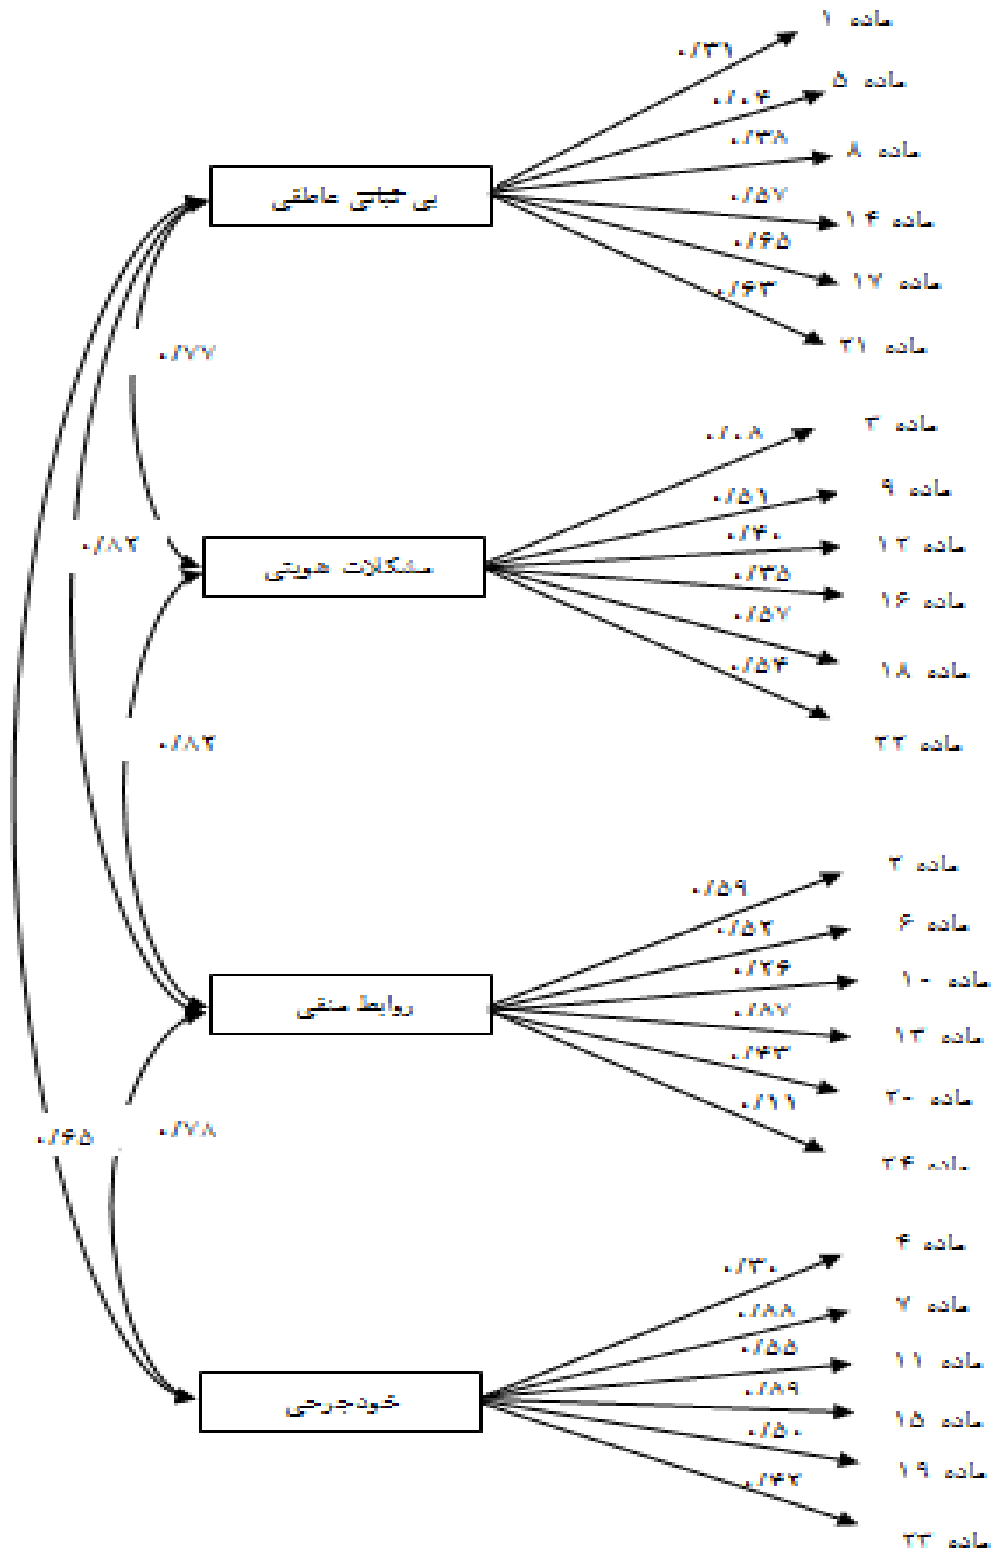 ماده ۱
۰/۳۱
ماده ۵
۰/۰۴
ماده ۸
۰/۳۸
بی ثباتی عاطفی
۰/۵۷
ماده ۱۴
۰/۶۵
ماده ۱۷
۰/۶۳
ماده ۲۱
۰/۷۷
ماده ۲
۰/۰۸
ماده ۹
۰/۵۱
ماده ۱۲
۰/۴۰
۰/۸۲
مشکلات هویتی
۰/۳۵
ماده ۱۶
۰/۵۷
ماده ۱۸
۰/۵۴
ماده ۲۲
۰/۸۲
ماده ۳
۰/۵۹
ماده ۶
۰/۵۲
ماده ۱۰
۰/۲۶
روابط منفی
۰/۸۷
ماده ۱۳
۰/۴۳
ماده ۲۰
۰/۱۱
ماده ۲۴
۰/۷۸
۰/۶۵
ماده ۴
۰/۳۰
ماده ۷
۰/۸۸
ماده ۱۱
۰/۵۵
خودجرحی
۰/۸۹
ماده ۱۵
۰/۵۰
ماده ۱۹
۰/۴۲
ماده ۲۳